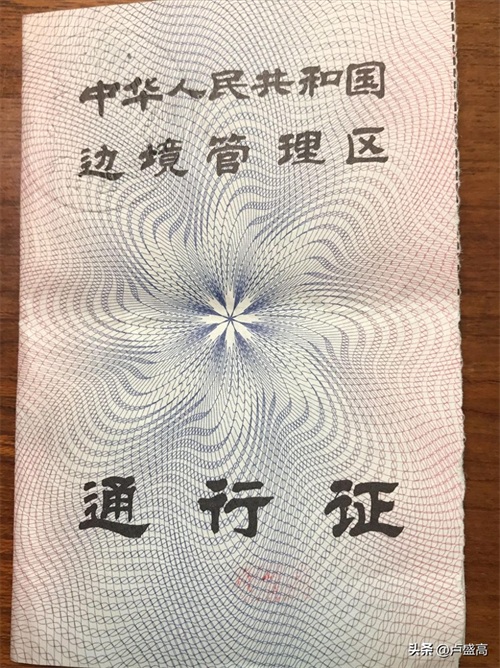 中华人民共和国
边境管理区
通行证
头条 @卢盛高